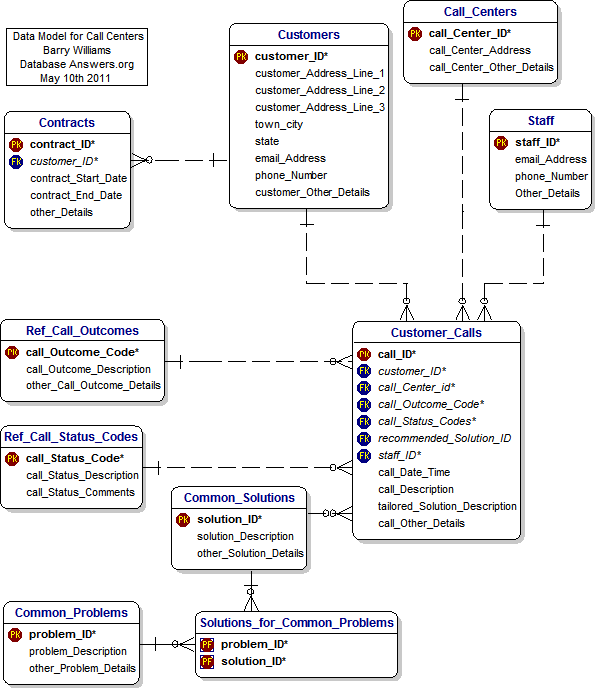 Data Model for Call Centers
Barry Williams
Database Answers.org
May 10th 2011
Customers
PK customer_ID*
customer_Address_Line_1
customer_Address_Line_2
customer_Address_Line_3
town_city
state
email_Address
phone_Number
customer_Other_Details
Call_Centers
PK call_Center_ID*
call_Center_Address
call_Center_Other_Details
Contracts
PK contract_ID*
FK customer_ID*
contract_Start_Date
contract_End_Date
other_Details
Staff
PK staff_ID*
email_Address
phone_Number
Other_Details
Ref_Call_Outcomes
PK call_Outcome_Code*
call_Outcome_Description
other_Call_Outcome_Details
Customer_Calls
PK call_ID*
FK customer_ID*
FK call_Center_id*
FK call_Outcome_Code*
FK call_Status_Codes*
FK recommended_Solution_ID
FK staff_ID*
call_Date_Time
call_Description
tailored_Solution_Description
call_Other_Details
Ref_Call_Status_Codes
PK call_Status_Code*
call_Status_Description
call_Status_Comments
Common_Solutions
PK solution_ID*
solution_Description
other_Solution_Details
Common_Problems
PK problem_ID*
problem_Description
other_Problem_Details
Solutions_for_Common_Problems
PF problem_ID*
PF solution_ID*